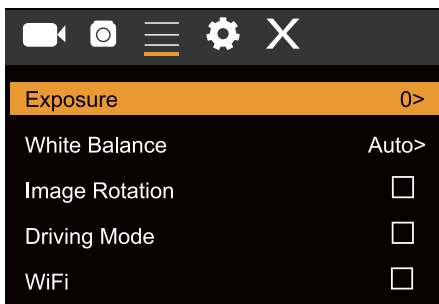 Exposure 0>
White Balance Auto>
Image Rotation
Driving Mode
WiFi